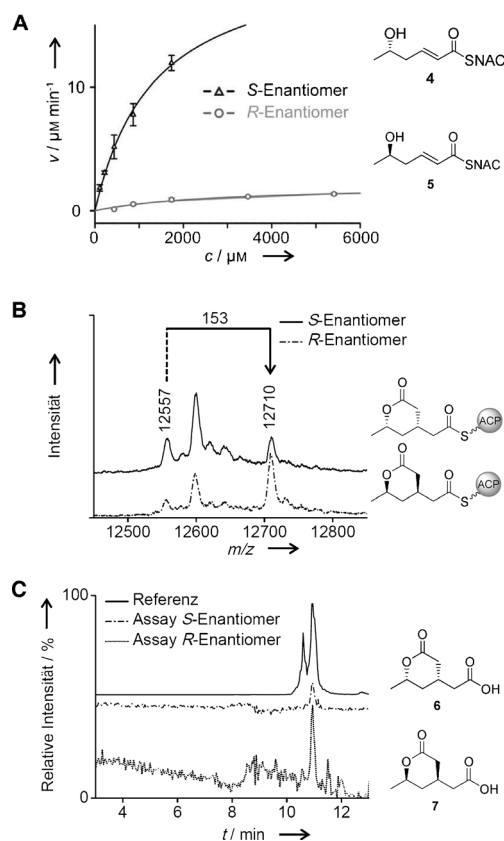 A
v / µM min⁻¹
10
0
S-Enantiomer
R-Enantiomer
0 2000 4000 6000
c / µM
OH O
SNAC
4
OH O
SNAC
5
B
Intensität
153
12557
12710
S-Enantiomer
R-Enantiomer
12500 12600 12700 12800
m/z
O
O O
S ACP
O
O O
S ACP
C
Relative Intensität / %
100
0
Referenz
Assay S-Enantiomer
Assay R-Enantiomer
4 6 8 10 12
t / min
O
O O
OH
6
O
O O
OH
7